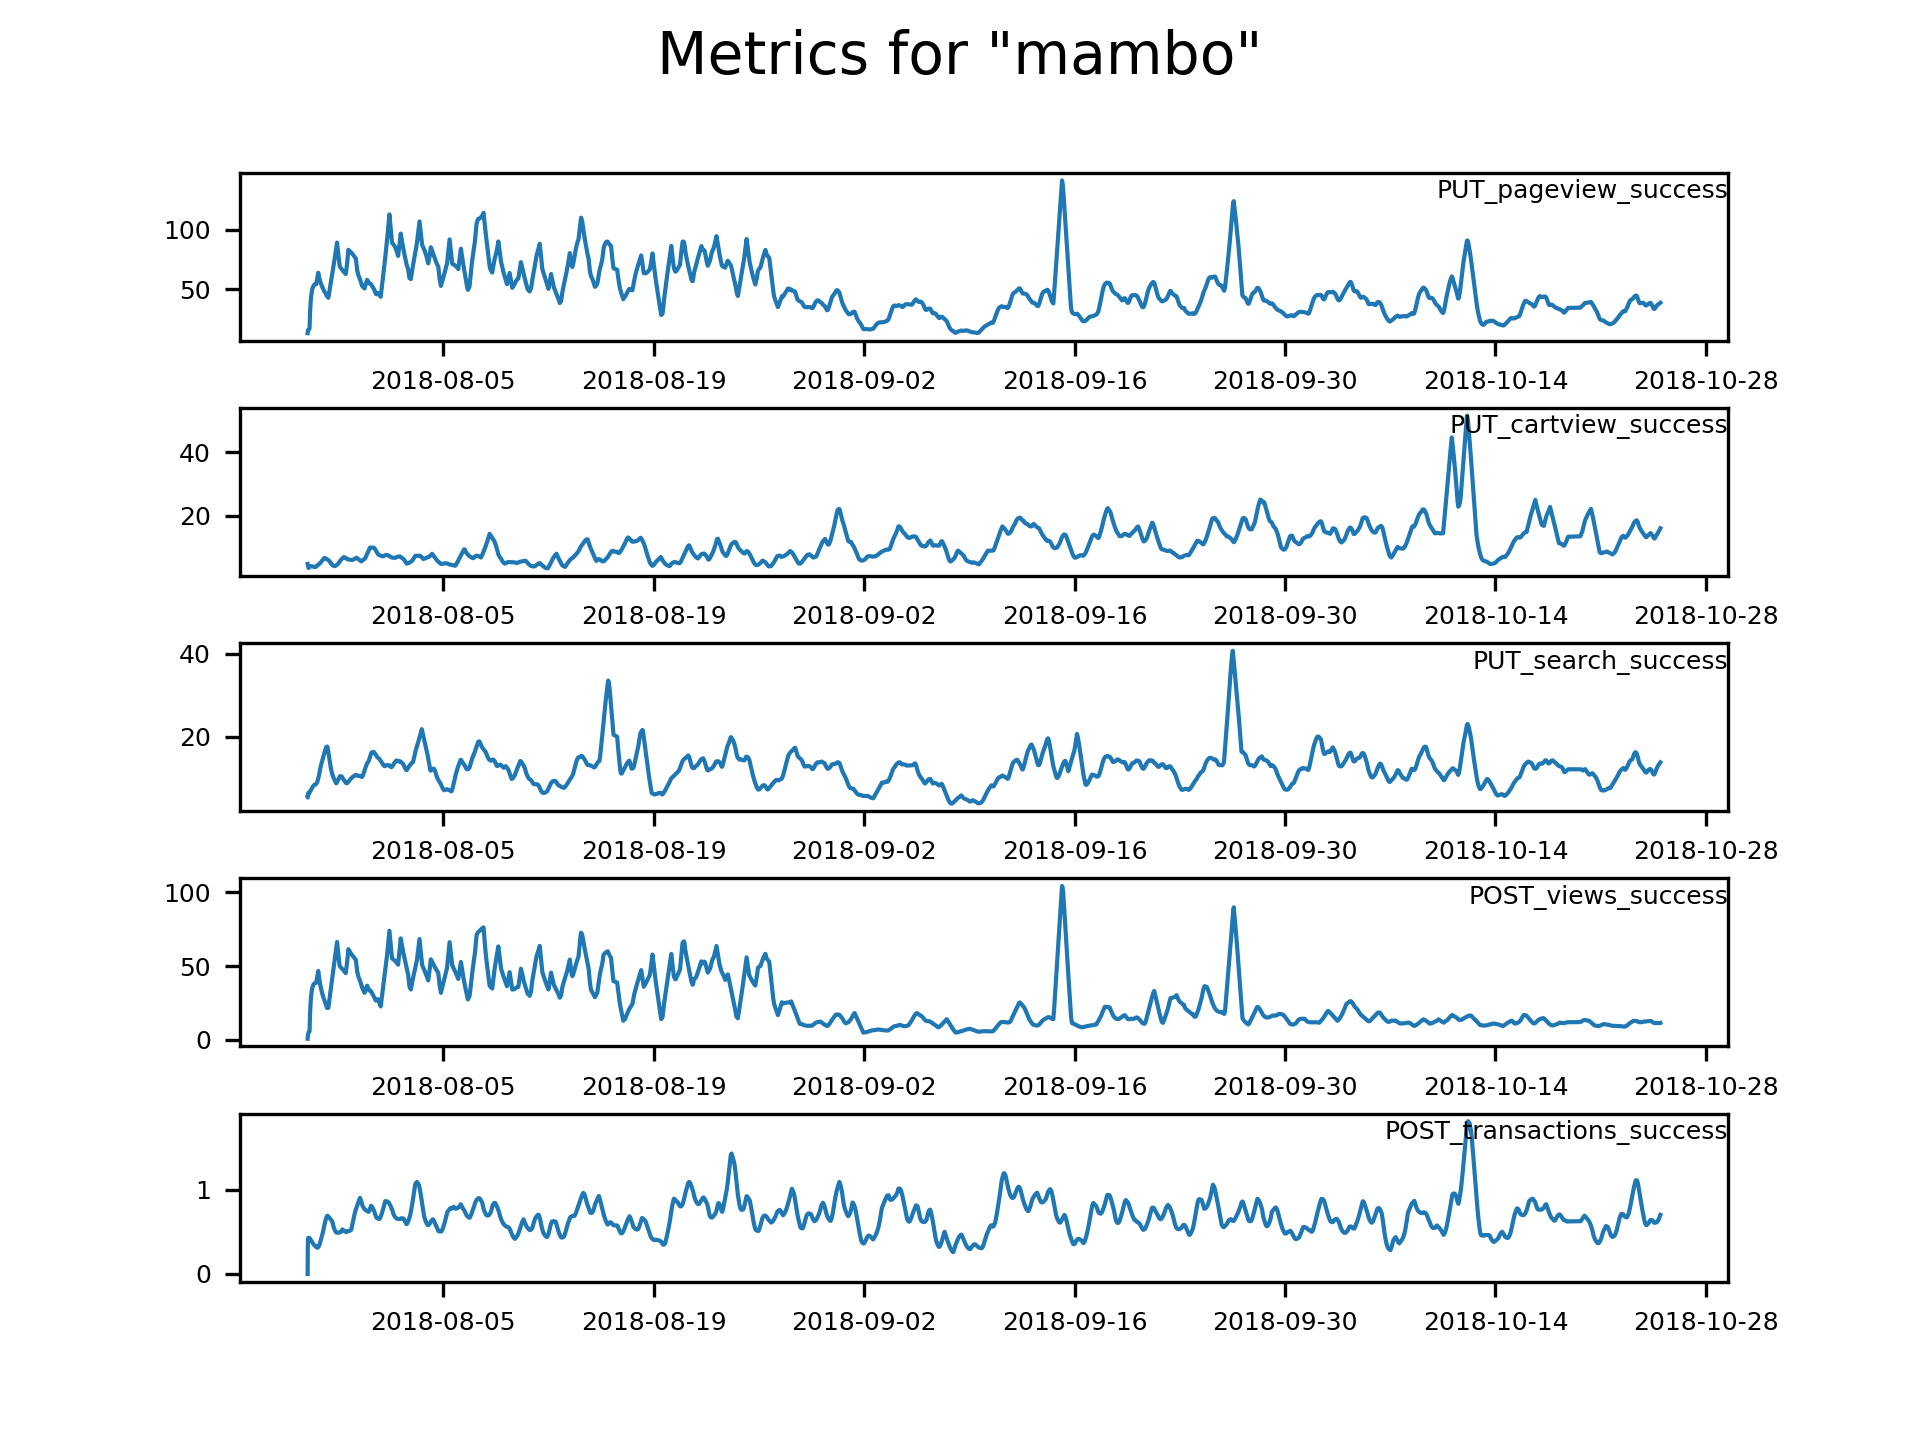 Metrics for "mambo"
PUT_pageview_success
100
50
2018-08-05 2018-08-19 2018-09-02 2018-09-16 2018-09-30 2018-10-14 2018-10-28
PUT_cartview_success
40
20
2018-08-05 2018-08-19 2018-09-02 2018-09-16 2018-09-30 2018-10-14 2018-10-28
PUT_search_success
40
20
2018-08-05 2018-08-19 2018-09-02 2018-09-16 2018-09-30 2018-10-14 2018-10-28
POST_views_success
100
50
0
2018-08-05 2018-08-19 2018-09-02 2018-09-16 2018-09-30 2018-10-14 2018-10-28
POST_transactions_success
1
0
2018-08-05 2018-08-19 2018-09-02 2018-09-16 2018-09-30 2018-10-14 2018-10-28